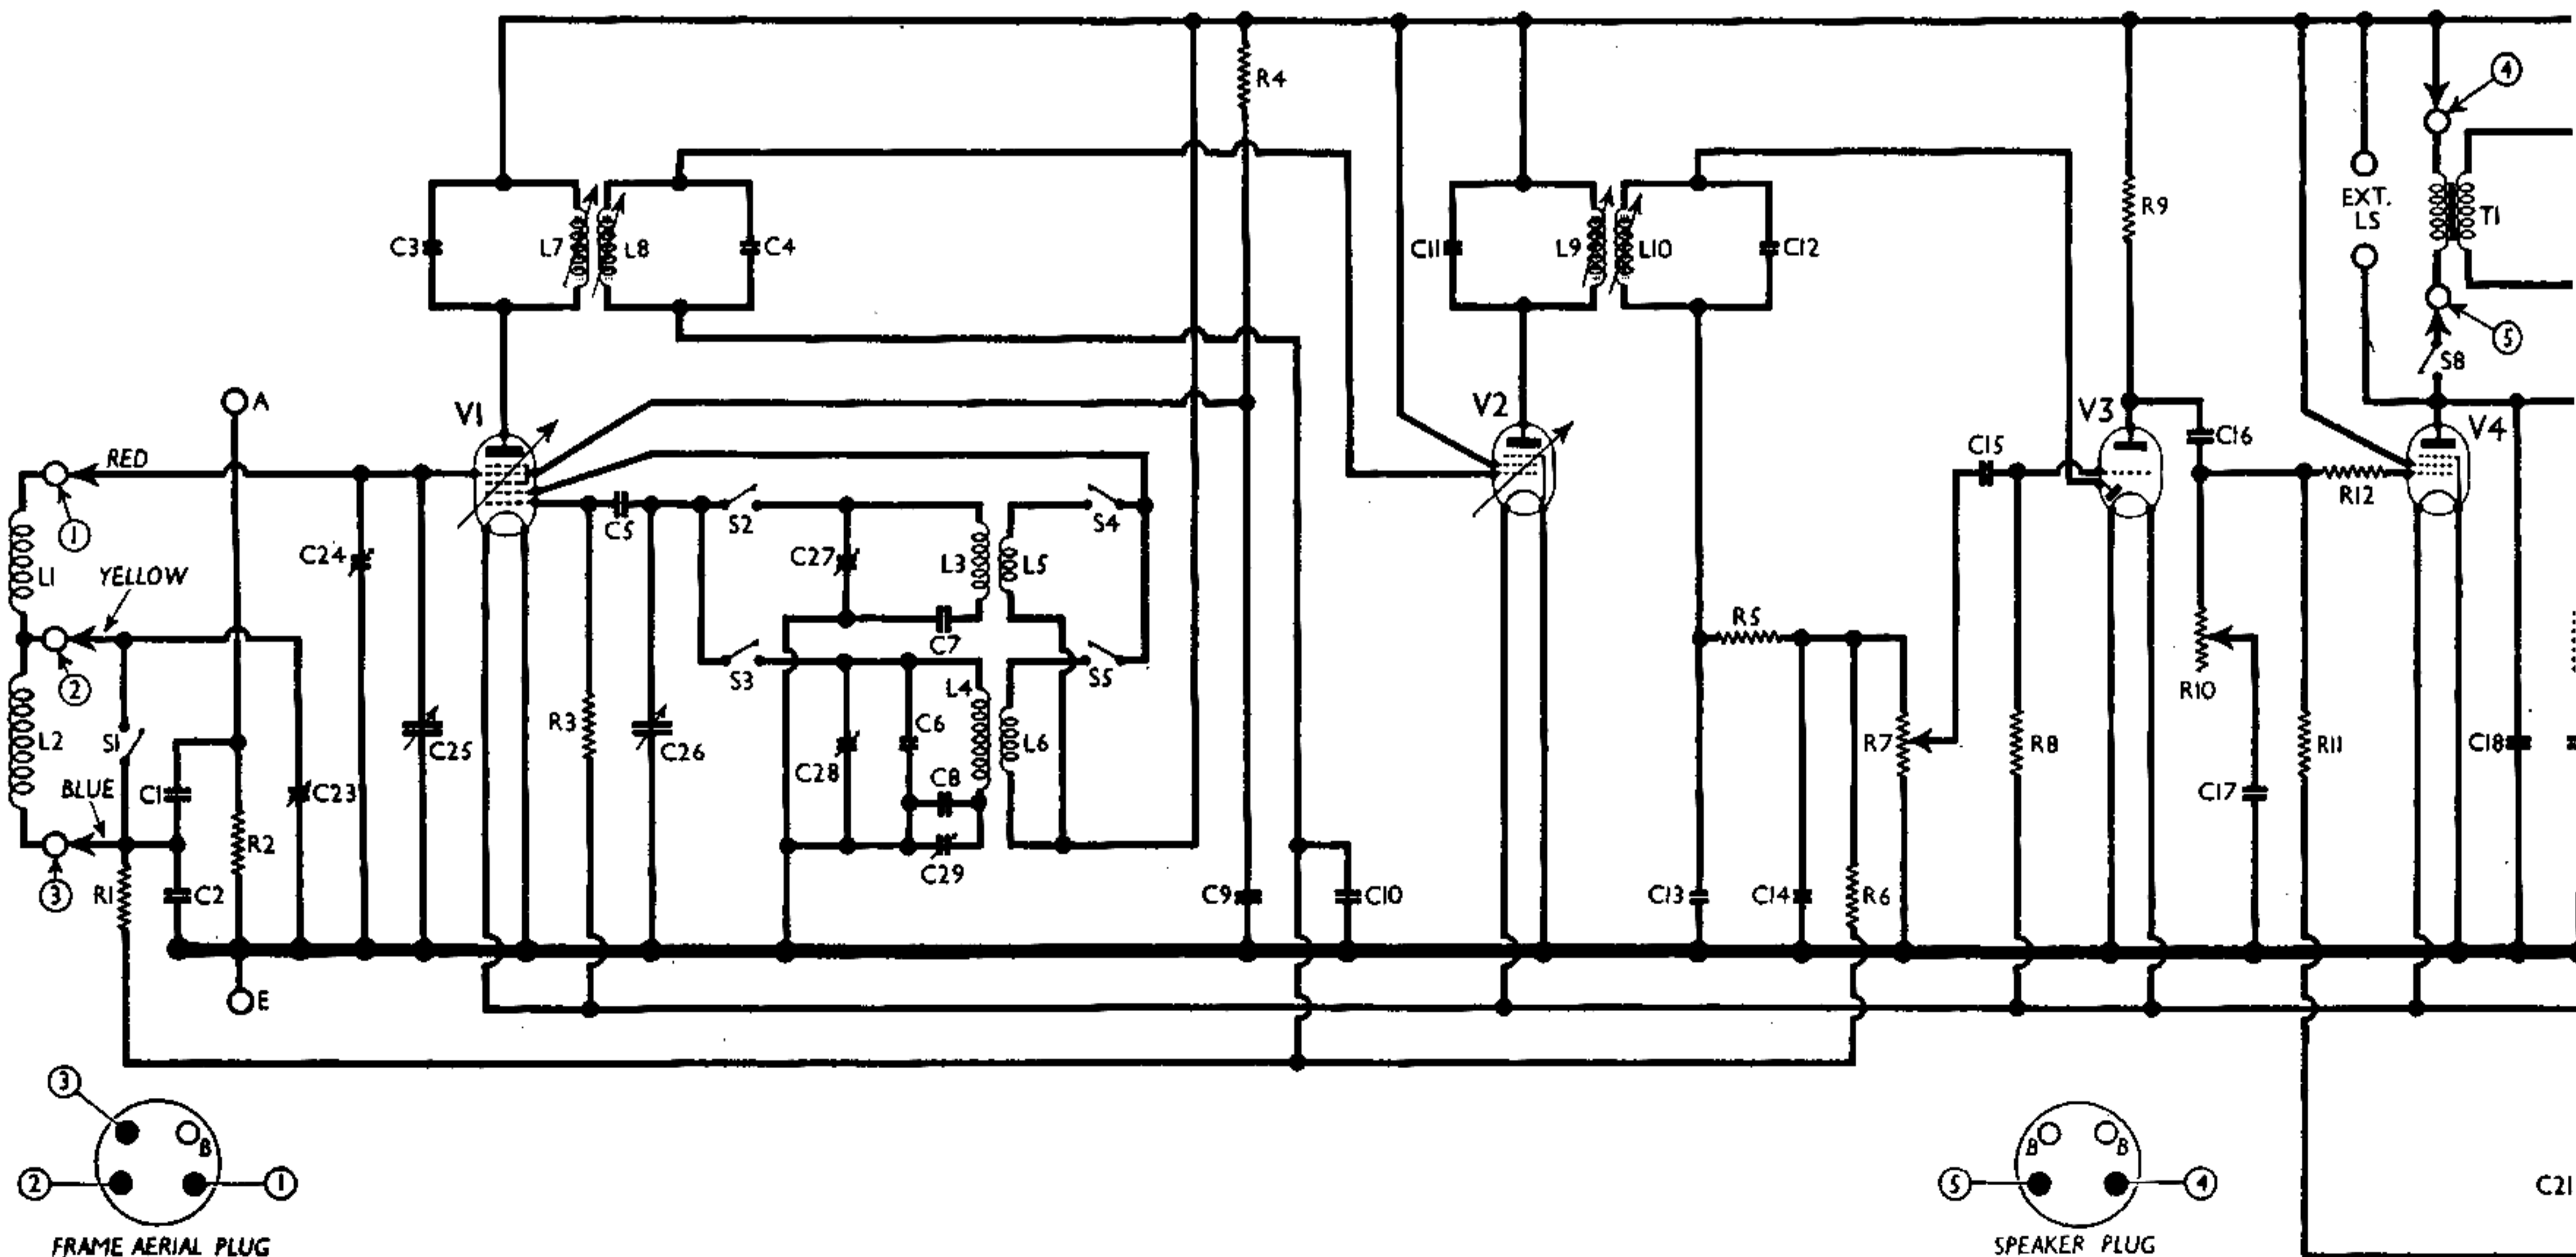 R4
4
C3
L7
L8
C4
C11
L9
L10
C12
R9
EXT.
LS
T1
5
S8
A
V1
V2
V3
V4
RED
C15
C16
R12
1
C5
S2
S4
C24
C27
L3
L5
L1
YELLOW
C7
R5
2
S3
S5
R10
L4
R3
C6
L2
S1
C25
C26
L6
R7
R8
R11
C18
C28
C8
BLUE
C1
C23
C17
R2
C29
3
R1
C2
C9
C10
C13
C14
R6
E
3
B
2
1
FRAME AERIAL PLUG
B
B
5
4
SPEAKER PLUG
C21